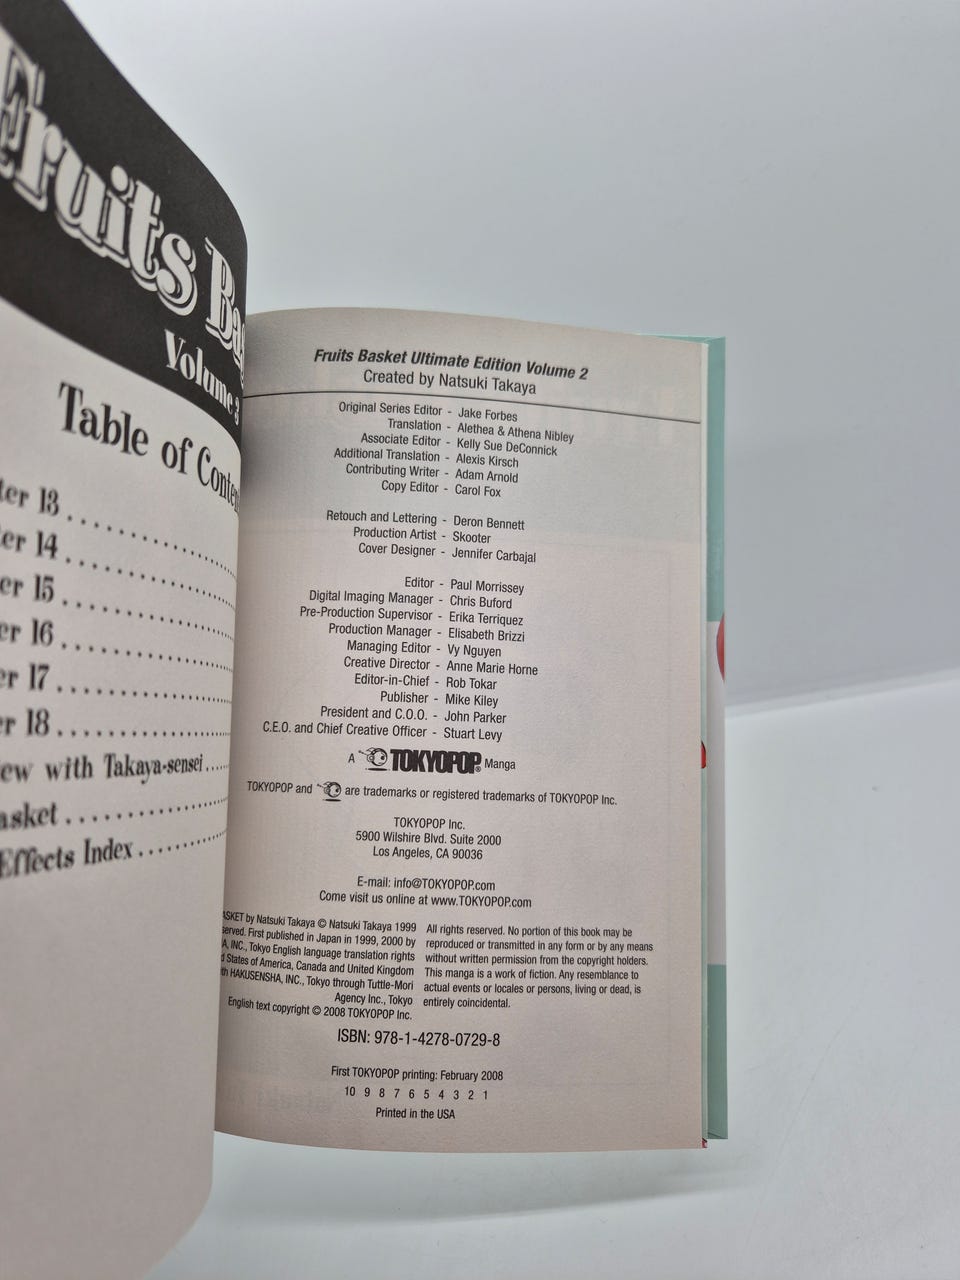 Fruits Ba
Volume 3
Table of Conten
ter 13
ter 14
er 15
er 16
er 17
er 18
ew with Takaya-sensei
asket
Effects Index
Fruits Basket Ultimate Edition Volume 2
Created by Natsuki Takaya
Original Series Editor - Jake Forbes
Translation - Alethea & Athena Nibley
Associate Editor - Kelly Sue DeConnick
Additional Translation - Alexis Kirsch
Contributing Writer - Adam Arnold
Copy Editor - Carol Fox
Retouch and Lettering - Deron Bennett
Production Artist - Skooter
Cover Designer - Jennifer Carbajal
Editor - Paul Morrissey
Digital Imaging Manager - Chris Buford
Pre-Production Supervisor - Erika Terriquez
Production Manager - Elisabeth Brizzi
Managing Editor - Vy Nguyen
Creative Director - Anne Marie Horne
Editor-in-Chief - Rob Tokar
Publisher - Mike Kiley
President and C.O.O. - John Parker
C.E.O. and Chief Creative Officer - Stuart Levy
A TOKYOPOP® Manga
TOKYOPOP and are trademarks or registered trademarks of TOKYOPOP Inc.
TOKYOPOP Inc.
5900 Wilshire Blvd. Suite 2000
Los Angeles, CA 90036
E-mail: info@TOKYOPOP.com
Come visit us online at www.TOKYOPOP.com
ASKET by Natsuki Takaya © Natsuki Takaya 1999
served. First published in Japan in 1999, 2000 by
A, INC., Tokyo English language translation rights
d States of America, Canada and United Kingdom
th HAKUSENSHA, INC., Tokyo through Tuttle-Mori
Agency Inc., Tokyo
English text copyright © 2008 TOKYOPOP Inc.
All rights reserved. No portion of this book may be
reproduced or transmitted in any form or by any means
without written permission from the copyright holders.
This manga is a work of fiction. Any resemblance to
actual events or locales or persons, living or dead, is
entirely coincidental.
ISBN: 978-1-4278-0729-8
First TOKYOPOP printing: February 2008
10 9 8 7 6 5 4 3 2 1
Printed in the USA